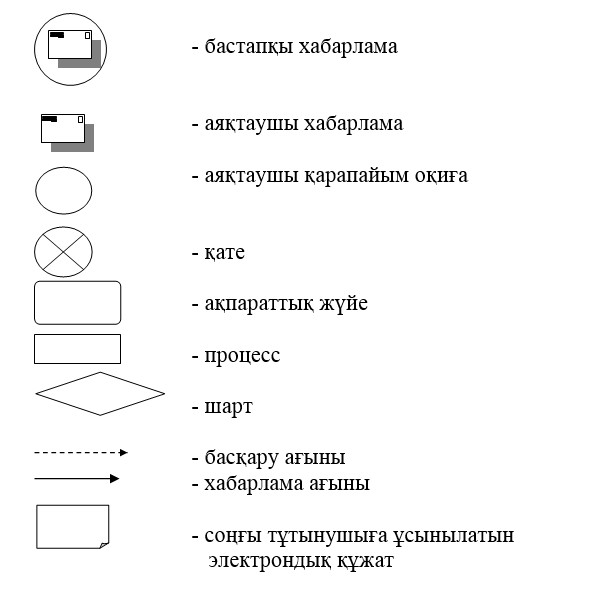 - бастапқы хабарлама
- аяқтаушы хабарлама
- аяқтаушы қарапайым оқиға
- қате
- ақпараттық жүйе
- процесс
- шарт
- басқару ағыны
- хабарлама ағыны
- соңғы тұтынушыға ұсынылатын
электрондық құжат